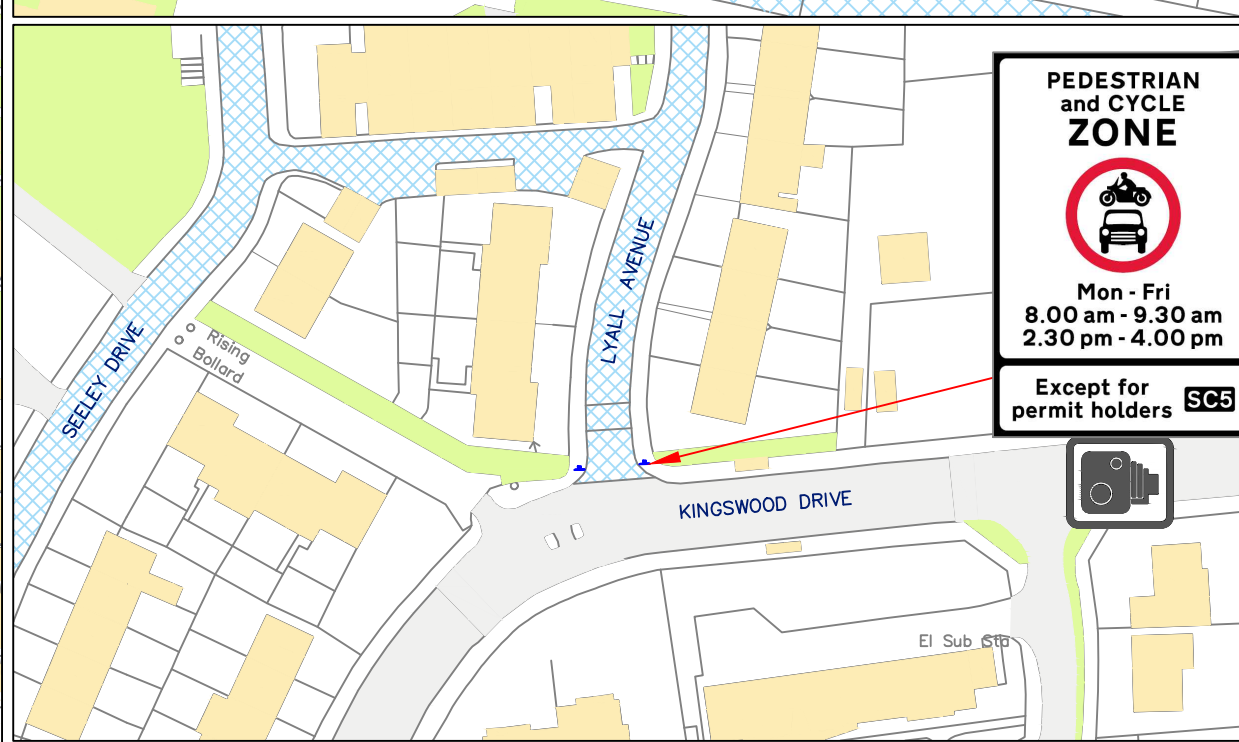 PEDESTRIAN
and CYCLE
ZONE
Mon - Fri
8.00 am - 9.30 am
2.30 pm - 4.00 pm
Except for
permit holders SC5
LYALL AVENUE
SEELEY DRIVE
Rising
Bollard
KINGSWOOD DRIVE
El Sub Sta